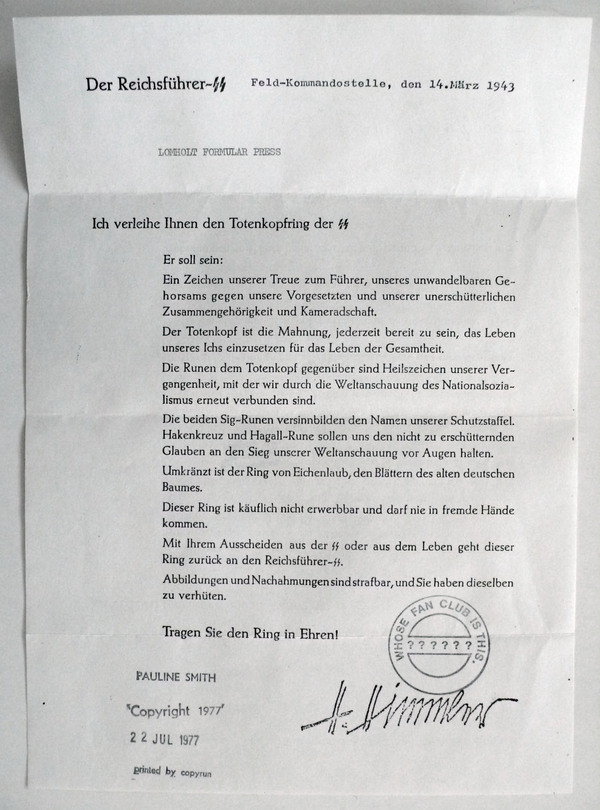 Der Reichsführer-SS Feld-Kommandostelle, den 14.März 1943
LOMHOLT FORMULAR PRESS
Ich verleihe Ihnen den Totenkopfring der SS
Er soll sein:
Ein Zeichen unserer Treue zum Führer, unseres unwandelbaren Ge-
horsams gegen unsere Vorgesetzten und unserer unerschütterlichen
Zusammengehörigkeit und Kameradschaft.
Der Totenkopf ist die Mahnung, jederzeit bereit zu sein, das Leben
unseres Ichs einzusetzen für das Leben der Gesamtheit.
Die Runen dem Totenkopf gegenüber sind Heilszeichen unserer Ver-
gangenheit, mit der wir durch die Weltanschauung des Nationalsozia-
lismus erneut verbunden sind.
Die beiden Sig-Runen versinnbilden den Namen unserer Schutzstaffel.
Hakenkreuz und Hagall-Rune sollen uns den nicht zu erschütternden
Glauben an den Sieg unserer Weltanschauung vor Augen halten.
Umkränzt ist der Ring von Eichenlaub, den Blättern des alten deutschen
Baumes.
Dieser Ring ist käuflich nicht erwerbbar und darf nie in fremde Hände
kommen.
Mit Ihrem Ausscheiden aus der SS oder aus dem Leben geht dieser
Ring zurück an den Reichsführer-SS.
Abbildungen und Nachahmungen sind strafbar, und Sie haben dieselben
zu verhüten.
Tragen Sie den Ring in Ehren!
WHOSE FAN CLUB IS THIS.
??????
H. Himmler
PAULINE SMITH
"Copyright 1977"
22 JUL 1977
printed by copyrun